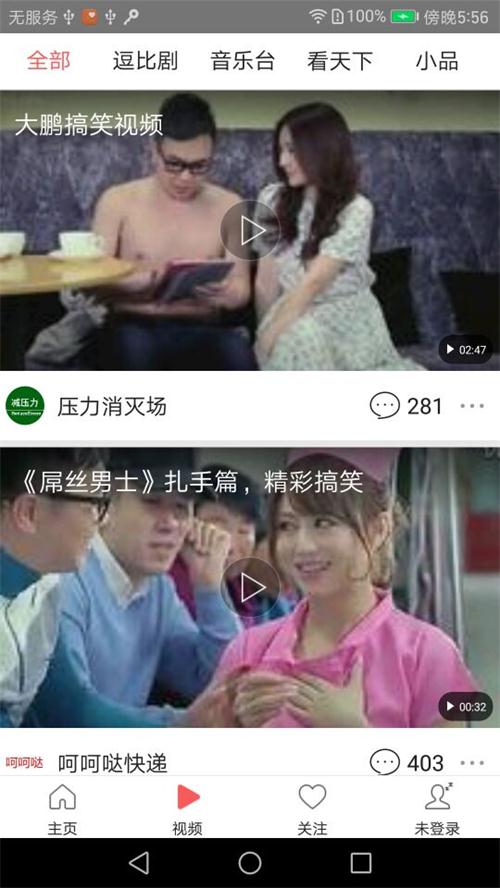 无服务
100%
傍晚5:56
全部 逗比剧 音乐台 看天下 小品
大鹏搞笑视频
02:47
减压力
压力消灭场
281
《屌丝男士》扎手篇，精彩搞笑
00:32
呵呵哒
呵呵哒快递
403
主页 视频 关注 未登录